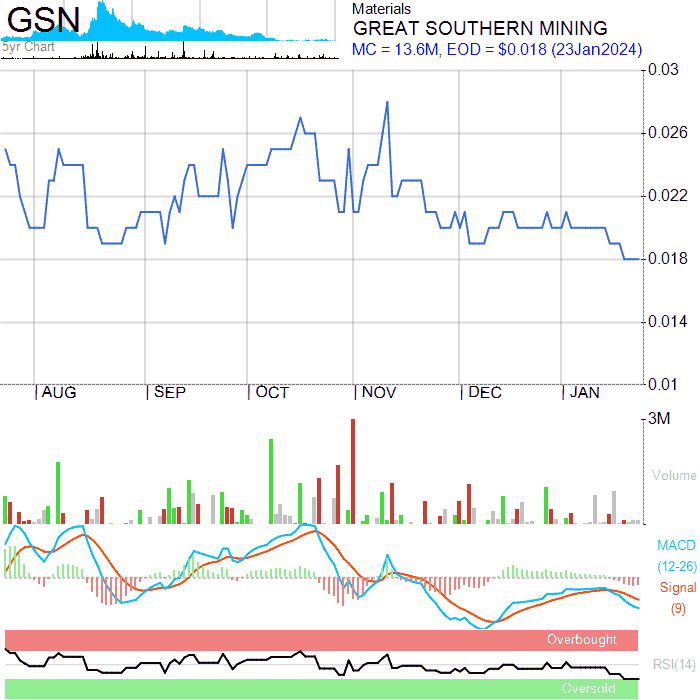 GSN
5yr Chart
Materials
GREAT SOUTHERN MINING
MC = 13.6M, EOD = $0.018 (23Jan2024)
0.03
0.026
0.022
0.018
0.014
0.01
AUG SEP OCT NOV DEC JAN
3M
Volume
MACD
(12-26)
Signal
(9)
Overbought
RSI(14)
Oversold